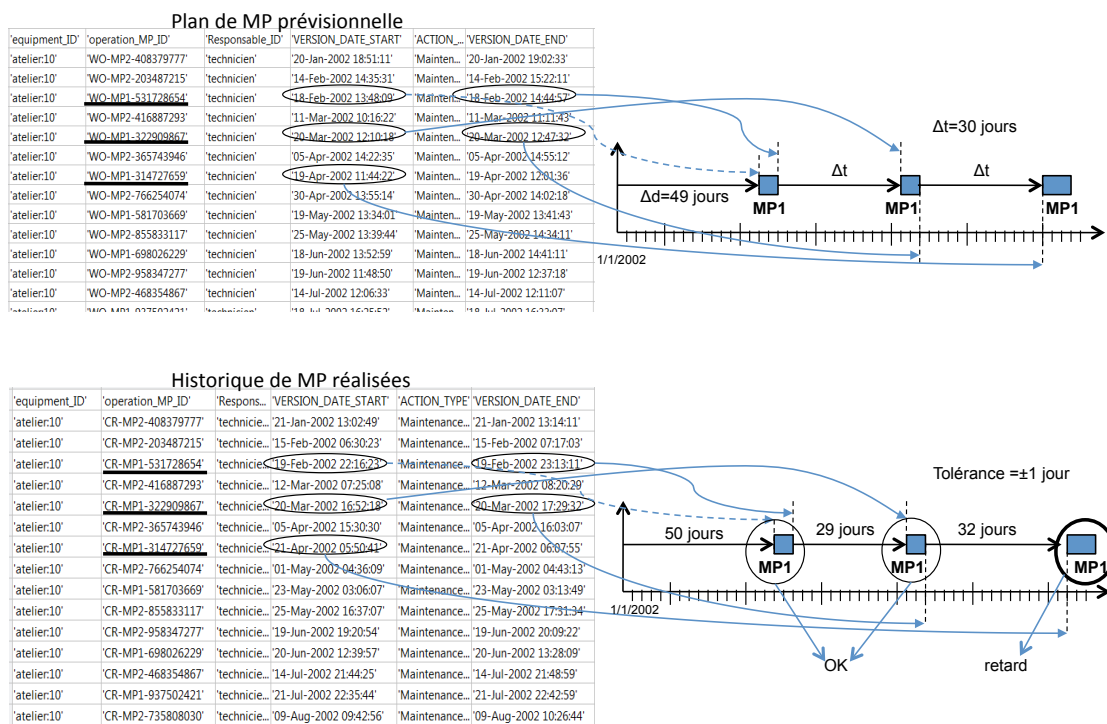 Plan de MP prévisionnelle
'equipment_ID' 'operation_MP_ID' 'Responsable_ID' 'VERSION_DATE_START' 'ACTION_... 'VERSION_DATE_END'
'atelier:10' 'WO-MP2-408379777' 'technicien' '20-Jan-2002 18:51:11' 'Mainten... '20-Jan-2002 19:02:33'
'atelier:10' 'WO-MP2-203487215' 'technicien' '14-Feb-2002 14:35:31' 'Mainten... '14-Feb-2002 15:22:11'
'atelier:10' 'WO-MP1-531728654' 'technicien' '18-Feb-2002 13:48:09' 'Mainten... '18-Feb-2002 14:44:57'
'atelier:10' 'WO-MP2-416887293' 'technicien' '11-Mar-2002 10:16:22' 'Mainten... '11-Mar-2002 11:11:43'
'atelier:10' 'WO-MP1-322909867' 'technicien' '20-Mar-2002 12:10:18' 'Mainten... '20-Mar-2002 12:47:32'
'atelier:10' 'WO-MP2-365743946' 'technicien' '05-Apr-2002 14:22:35' 'Mainten... '05-Apr-2002 14:55:12'
'atelier:10' 'WO-MP1-314727659' 'technicien' '19-Apr-2002 11:44:22' 'Mainten... '19-Apr-2002 12:01:36'
'atelier:10' 'WO-MP2-766254074' 'technicien' '30-Apr-2002 13:55:14' 'Mainten... '30-Apr-2002 14:02:18'
'atelier:10' 'WO-MP1-581703669' 'technicien' '19-May-2002 13:34:01' 'Mainten... '19-May-2002 13:41:43'
'atelier:10' 'WO-MP2-855833117' 'technicien' '25-May-2002 13:39:44' 'Mainten... '25-May-2002 14:34:11'
'atelier:10' 'WO-MP1-698026229' 'technicien' '18-Jun-2002 13:52:59' 'Mainten... '18-Jun-2002 14:41:11'
'atelier:10' 'WO-MP2-958347277' 'technicien' '19-Jun-2002 11:48:50' 'Mainten... '19-Jun-2002 12:37:18'
'atelier:10' 'WO-MP2-468354867' 'technicien' '14-Jul-2002 12:06:33' 'Mainten... '14-Jul-2002 12:11:07'
'atelier:10' 'WO-MP1-937502421' 'technicien' '18-Jul-2002 16:25:52' 'Mainten... '18-Jul-2002 16:33:07'
Δt=30 jours
Δd=49 jours Δt Δt
MP1 MP1 MP1
1/1/2002
Historique de MP réalisées
'equipment_ID' 'operation_MP_ID' 'Respons... 'VERSION_DATE_START' 'ACTION_TYPE' 'VERSION_DATE_END'
'atelier:10' 'CR-MP2-408379777' 'technicie... '21-Jan-2002 13:02:49' 'Maintenance... '21-Jan-2002 13:14:11'
'atelier:10' 'CR-MP2-203487215' 'technicie... '15-Feb-2002 06:30:23' 'Maintenance... '15-Feb-2002 07:17:03'
'atelier:10' 'CR-MP1-531728654' 'technicie... '19-Feb-2002 22:16:23' 'Maintenance... '19-Feb-2002 23:13:11'
'atelier:10' 'CR-MP2-416887293' 'technicie... '12-Mar-2002 07:25:08' 'Maintenance... '12-Mar-2002 08:20:29'
'atelier:10' 'CR-MP1-322909867' 'technicie... '20-Mar-2002 16:52:18' 'Maintenance... '20-Mar-2002 17:29:32'
'atelier:10' 'CR-MP2-365743946' 'technicie... '05-Apr-2002 15:30:30' 'Maintenance... '05-Apr-2002 16:03:07'
'atelier:10' 'CR-MP1-314727659' 'technicie... '21-Apr-2002 05:50:41' 'Maintenance... '21-Apr-2002 06:07:55'
'atelier:10' 'CR-MP2-766254074' 'technicie... '01-May-2002 04:36:09' 'Maintenance... '01-May-2002 04:43:13'
'atelier:10' 'CR-MP1-581703669' 'technicie... '23-May-2002 03:06:07' 'Maintenance... '23-May-2002 03:13:49'
'atelier:10' 'CR-MP2-855833117' 'technicie... '25-May-2002 16:37:07' 'Maintenance... '25-May-2002 17:31:34'
'atelier:10' 'CR-MP2-958347277' 'technicie... '19-Jun-2002 19:20:54' 'Maintenance... '19-Jun-2002 20:09:22'
'atelier:10' 'CR-MP1-698026229' 'technicie... '20-Jun-2002 12:39:57' 'Maintenance... '20-Jun-2002 13:28:09'
'atelier:10' 'CR-MP2-468354867' 'technicie... '14-Jul-2002 21:44:25' 'Maintenance... '14-Jul-2002 21:48:59'
'atelier:10' 'CR-MP1-937502421' 'technicie... '21-Jul-2002 22:35:44' 'Maintenance... '21-Jul-2002 22:42:59'
'atelier:10' 'CR-MP2-735808030' 'technicie... '09-Aug-2002 09:42:56' 'Maintenance... '09-Aug-2002 10:26:44'
Tolérance =±1 jour
50 jours 29 jours 32 jours
MP1 MP1 MP1
1/1/2002
OK retard